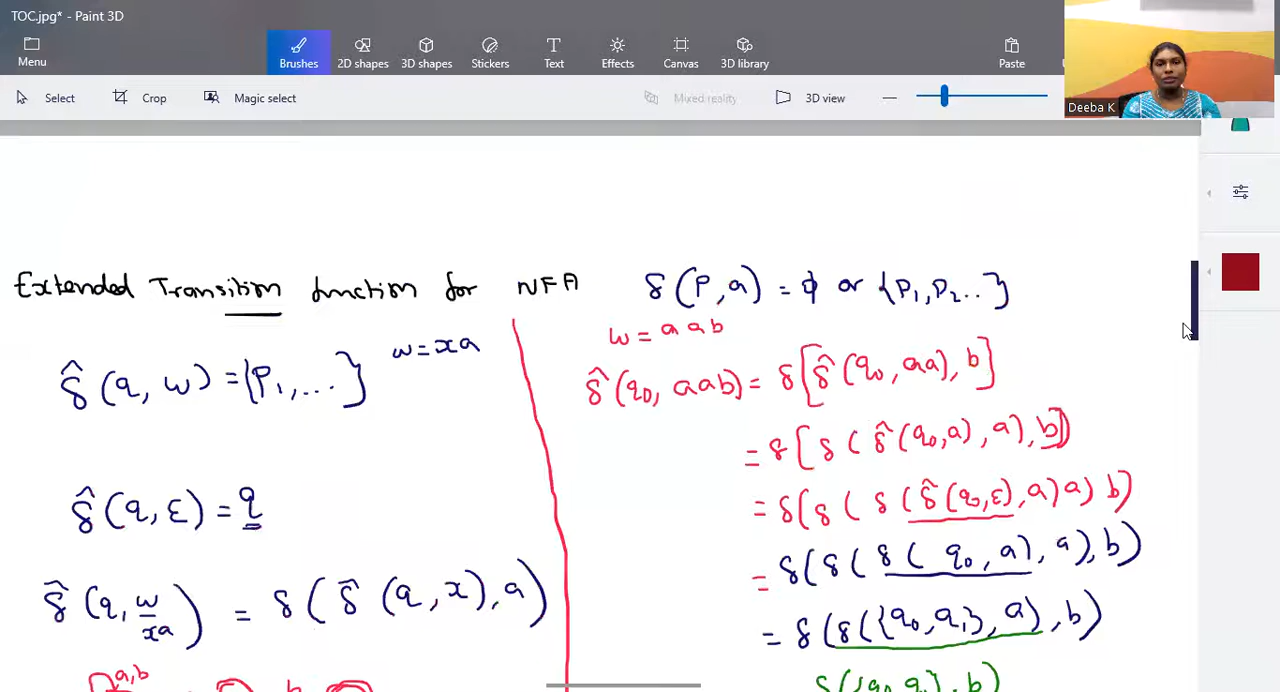 TOC.jpg* - Paint 3D
Menu
Brushes
2D shapes
3D shapes
Stickers
Text
Effects
Canvas
3D library
Paste
Deeba K
Select
Crop
Magic select
Mixed reality
3D view
Extended Transition function for NFA
δ̂ (q, w) = {P₁, ...}
w = xa
δ̂ (q, ε) = q
δ̂ (q, w) = δ ( δ̂ (q, x), a)
xa
a,b
b
δ (P, a) = ϕ or {P₁, P₂ ..}
w = a a b
δ̂ (q₀, aab) = δ [δ̂ (q₀, aa), b]
= δ [ δ ( δ̂ (q₀, a), a), b])
= δ (δ ( δ ( δ̂ (q₀, ε), a) a) b)
= δ (δ ( δ ( q₀, a), a), b)
= δ (δ ({q₀, q₁}, a), b)
δ ({q₀ q₁}, b)